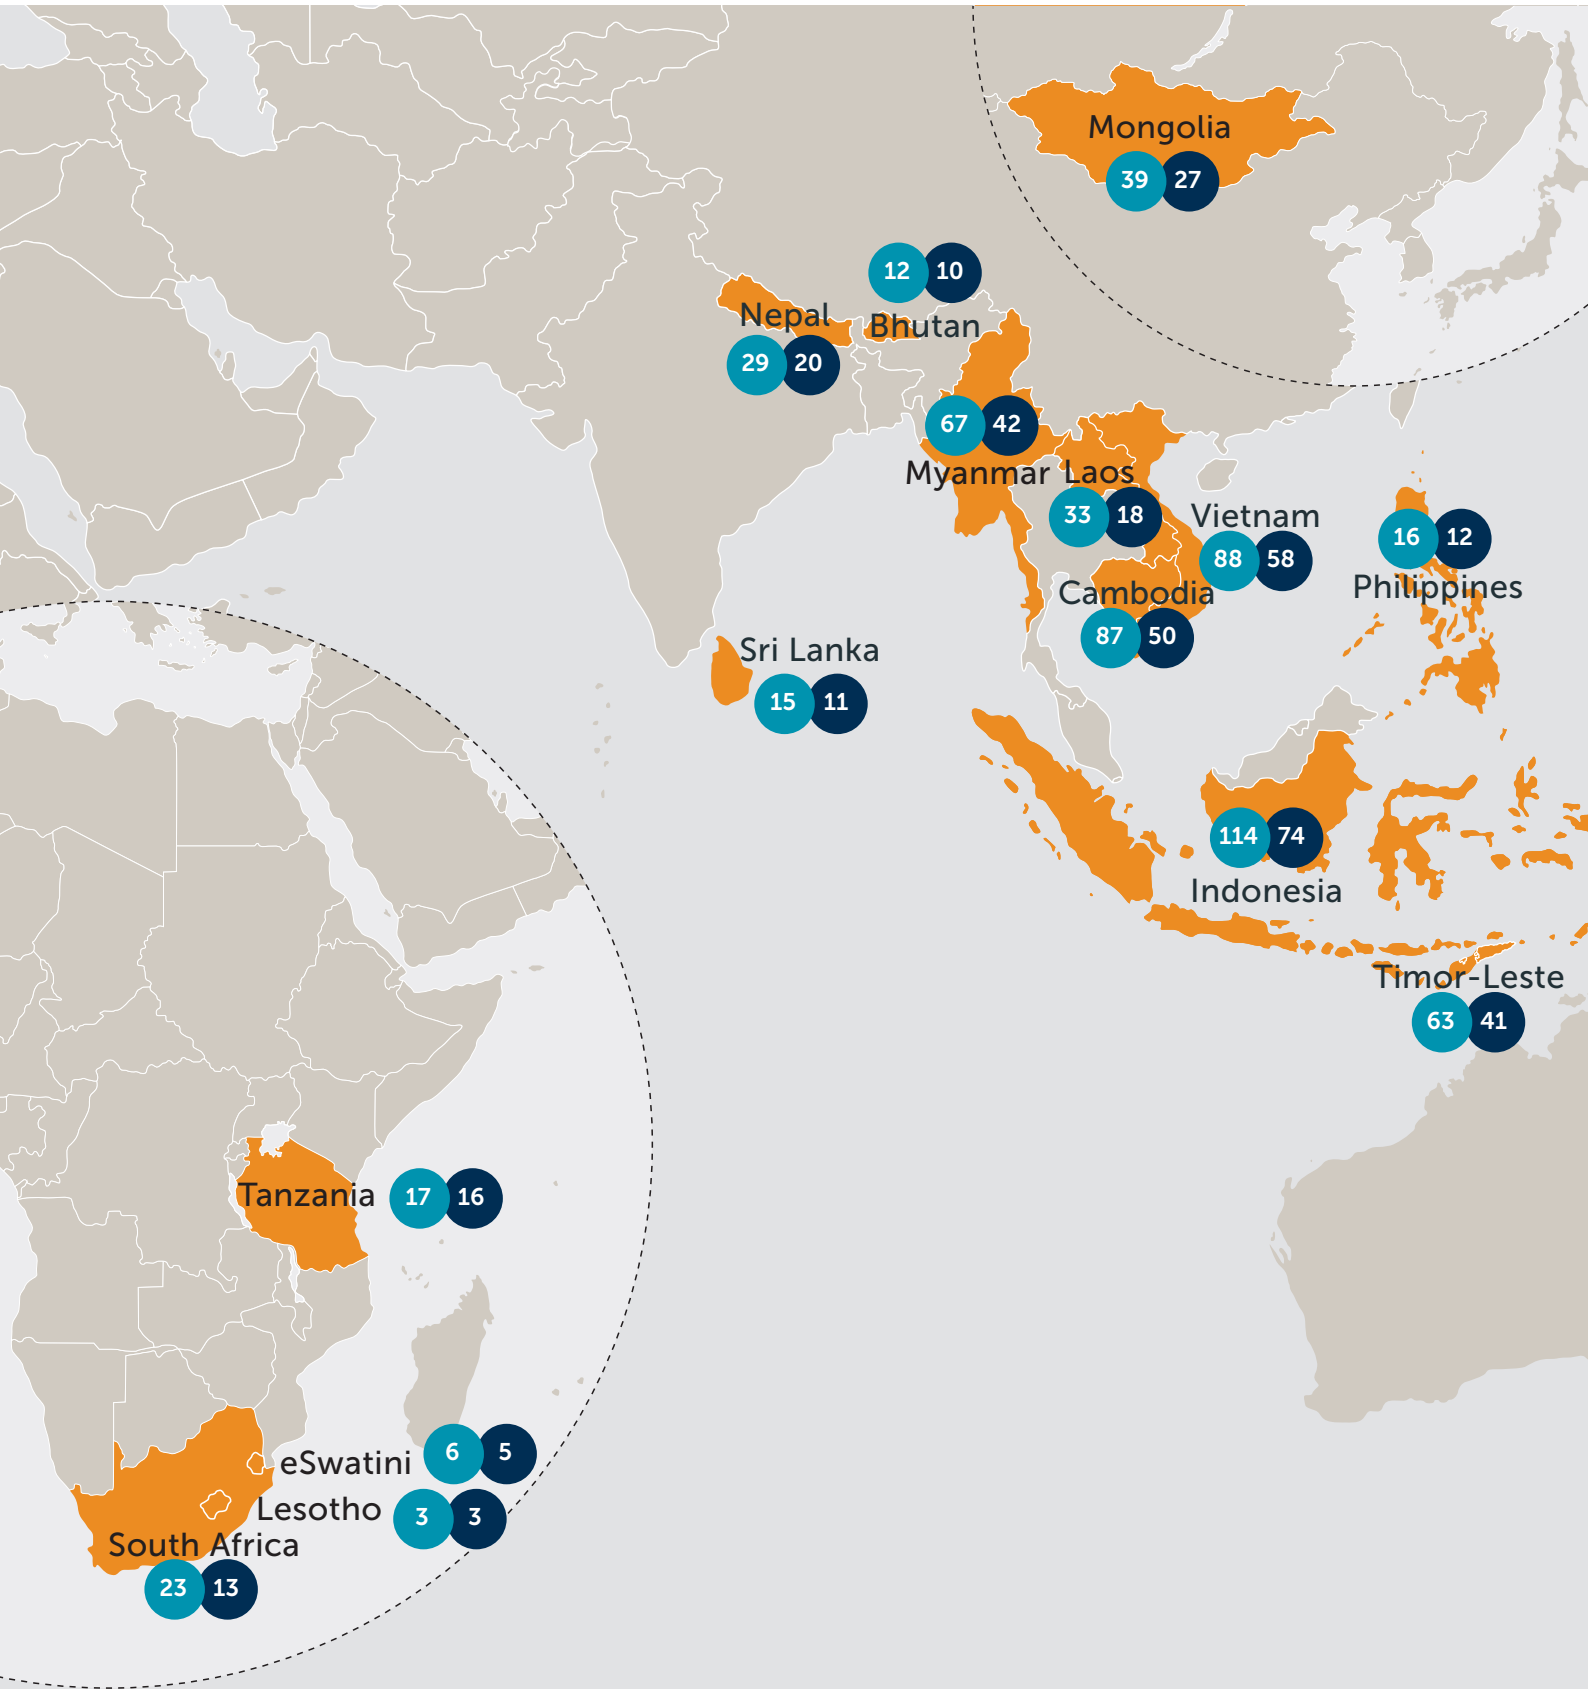 Mongolia
39 27
12 10
Bhutan
Nepal
29 20
67 42
Myanmar
Laos
33 18
Vietnam
88 58
16 12
Philippines
Cambodia
87 50
Sri Lanka
15 11
114 74
Indonesia
Timor-Leste
63 41
Tanzania 17 16
eSwatini 6 5
Lesotho 3 3
South Africa
23 13